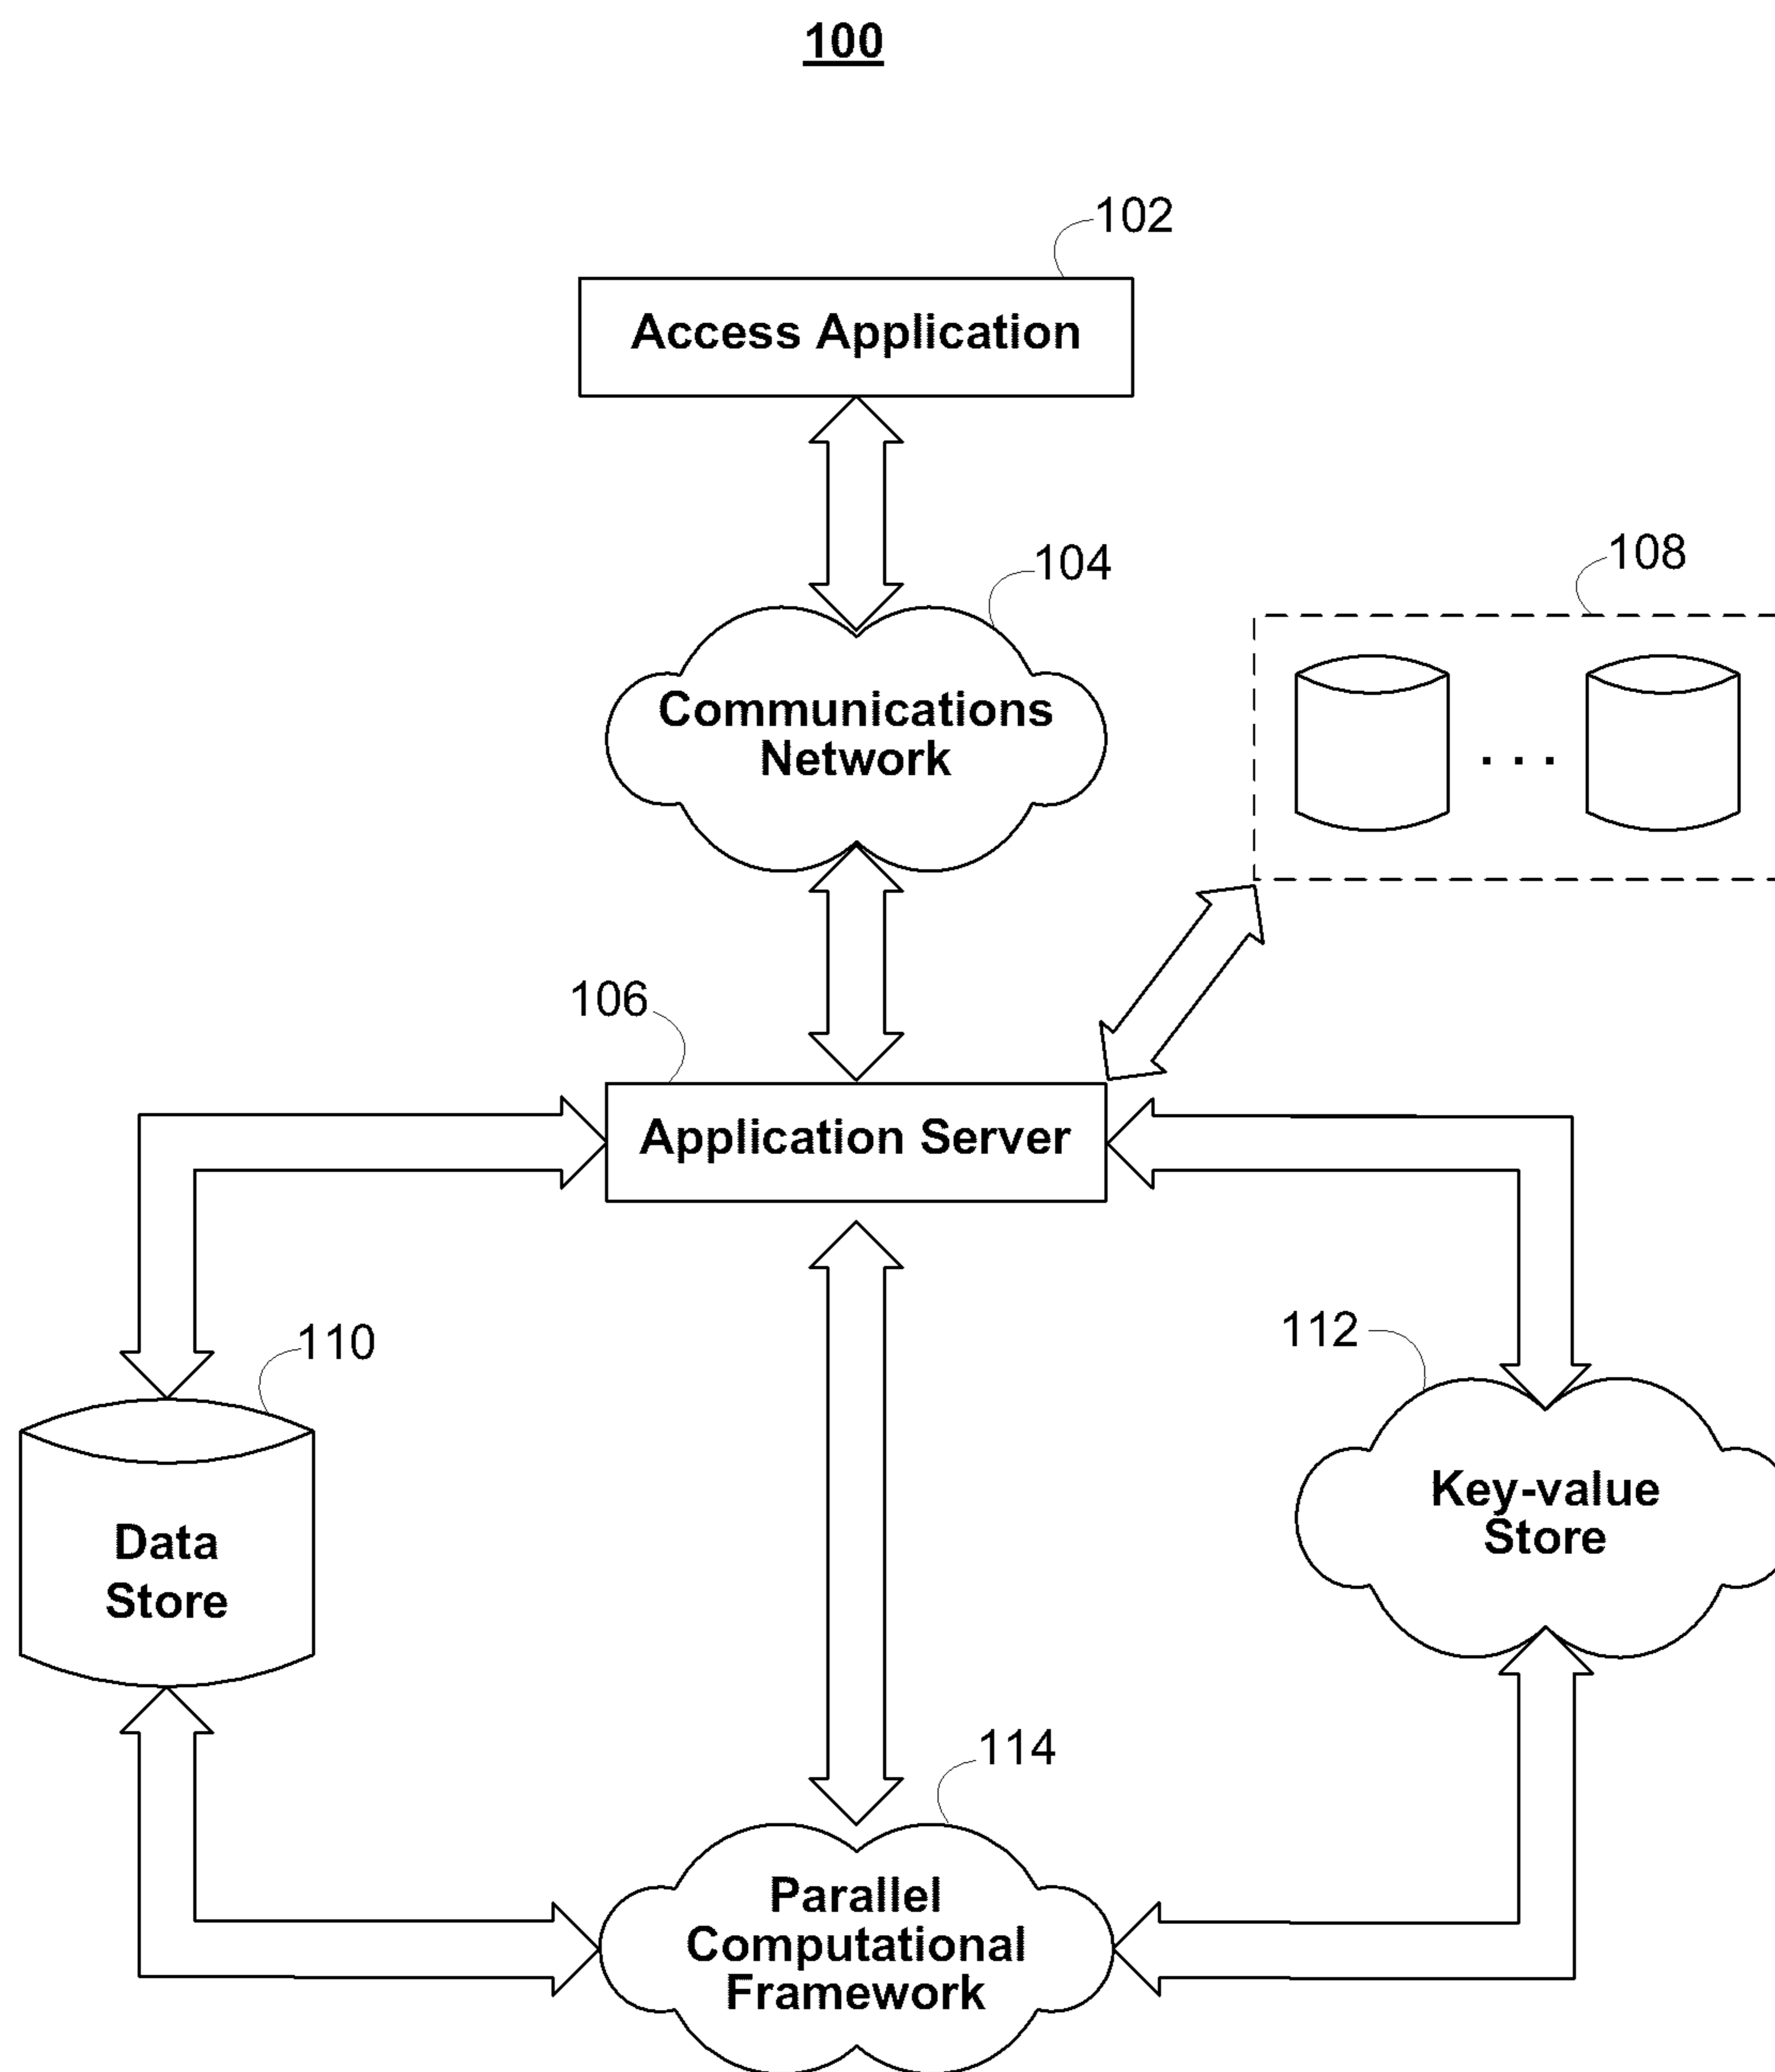 100
102
Access Application
104
108
Communications
Network
. . .
106
Application Server
110
112
Data
Store
Key-value
Store
114
Parallel
Computational
Framework